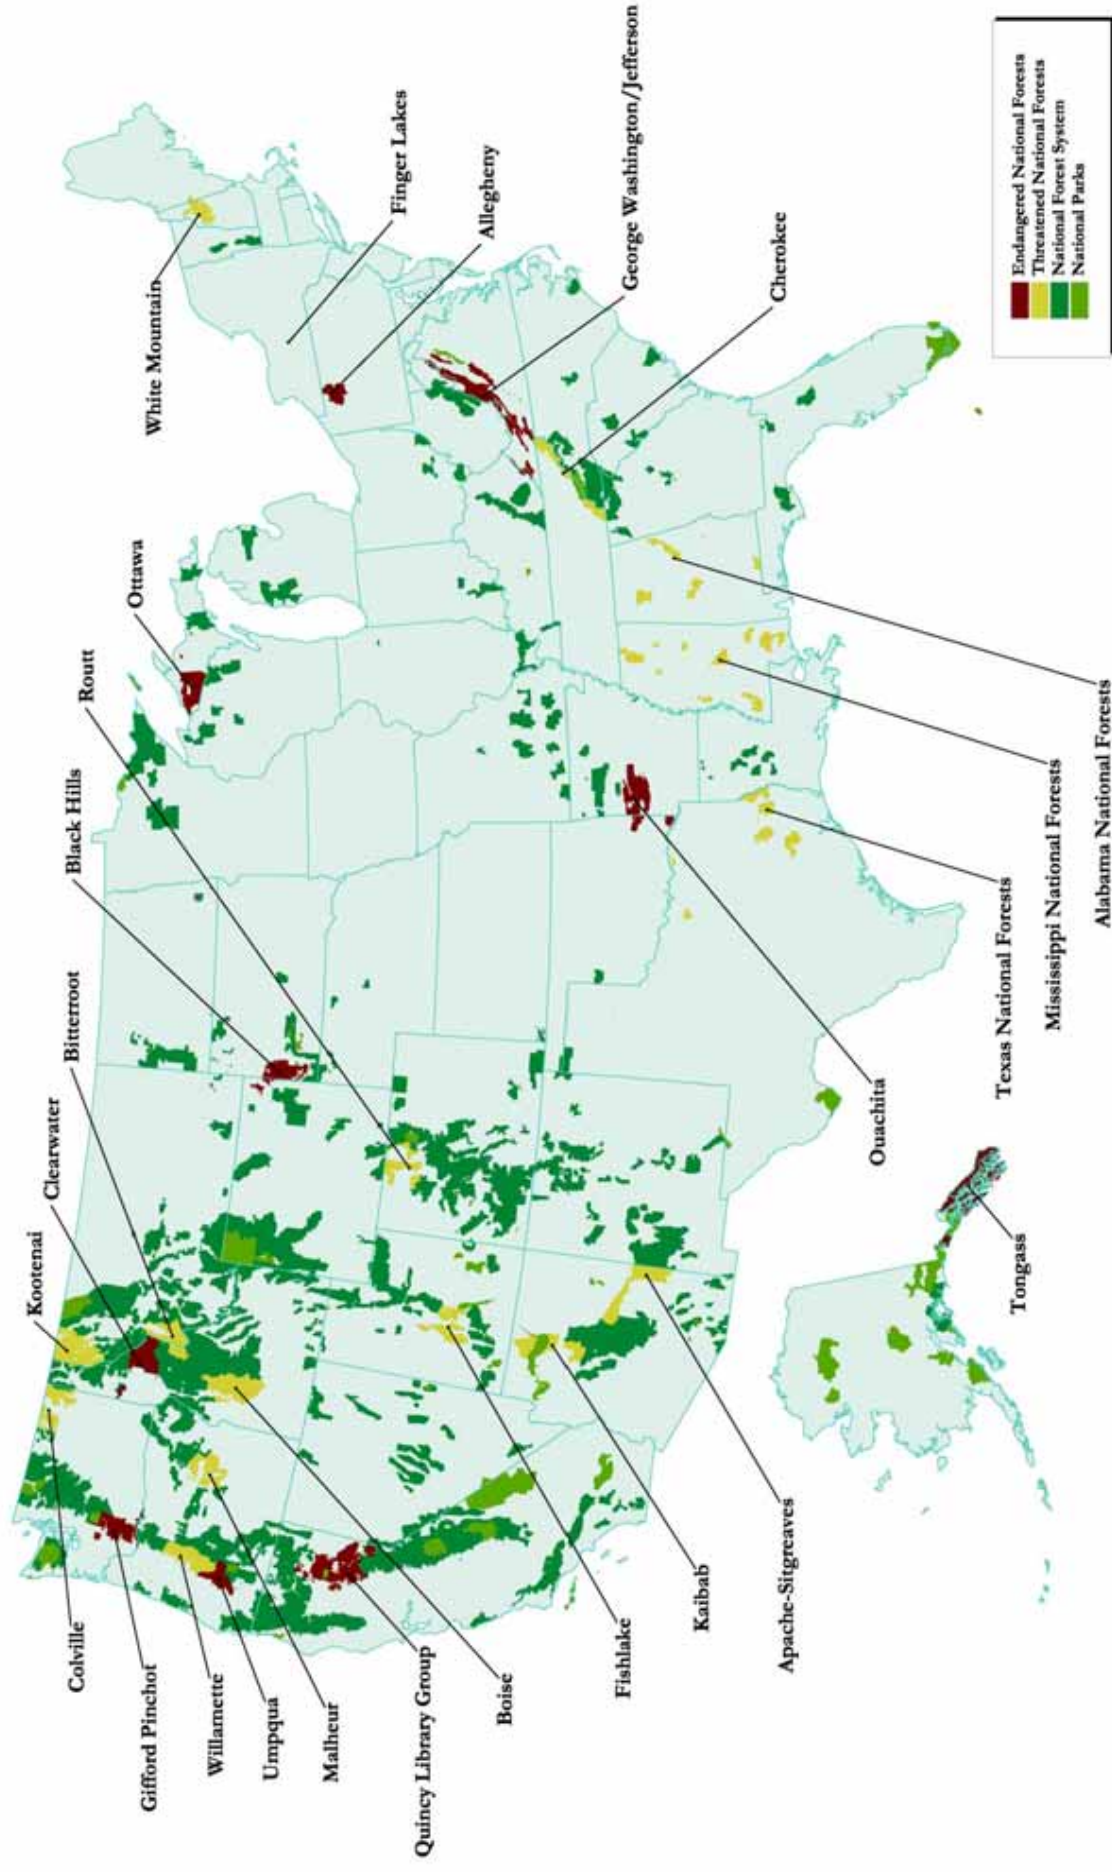 Colville
Gifford Pinchot
Willamette
Umpqua
Malheur
Quincy Library Group
Boise
Fishlake
Kaibab
Apache-Sitgreaves
Kootenai
Clearwater
Bitterroot
Black Hills
Routt
Ottawa
White Mountain
Finger Lakes
Allegheny
George Washington/Jefferson
Cherokee
Tongass
Ouachita
Texas National Forests
Mississippi National Forests
Alabama National Forests
Endangered National Forests
Threatened National Forests
National Forest System
National Parks